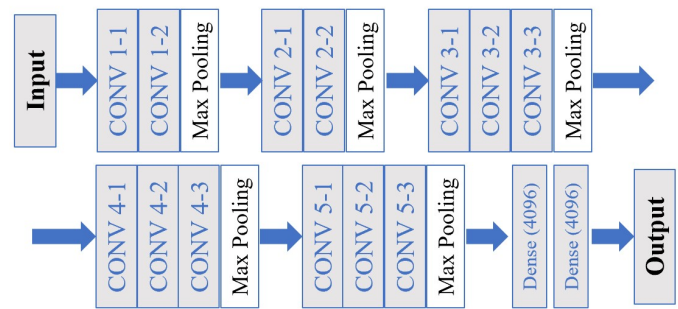 Input
CONV 1-1
CONV 1-2
Max Pooling
CONV 2-1
CONV 2-2
Max Pooling
CONV 3-1
CONV 3-2
CONV 3-3
Max Pooling
CONV 4-1
CONV 4-2
CONV 4-3
Max Pooling
CONV 5-1
CONV 5-2
CONV 5-3
Max Pooling
Dense (4096)
Dense (4096)
Output